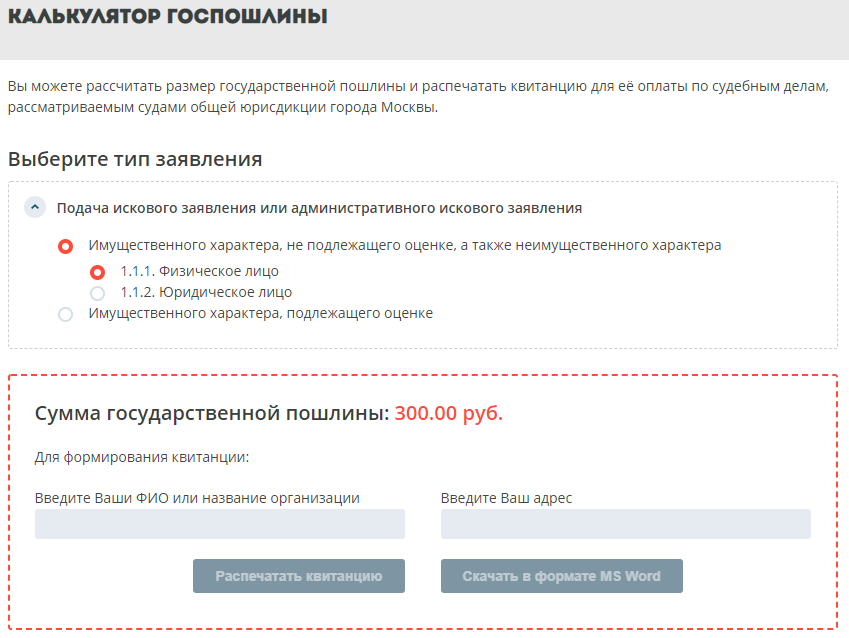 КАЛЬКУЛЯТОР ГОСПОШЛИНЫ
Вы можете рассчитать размер государственной пошлины и распечатать квитанцию для её оплаты по судебным делам,
рассматриваемым судами общей юрисдикции города Москвы.
Выберите тип заявления
Подача искового заявления или административного искового заявления
Имущественного характера, не подлежащего оценке, а также неимущественного характера
1.1.1. Физическое лицо
1.1.2. Юридическое лицо
Имущественного характера, подлежащего оценке
Сумма государственной пошлины: 300.00 руб.
Для формирования квитанции:
Введите Ваши ФИО или название организации
Введите Ваш адрес
Распечатать квитанцию
Скачать в формате MS Word